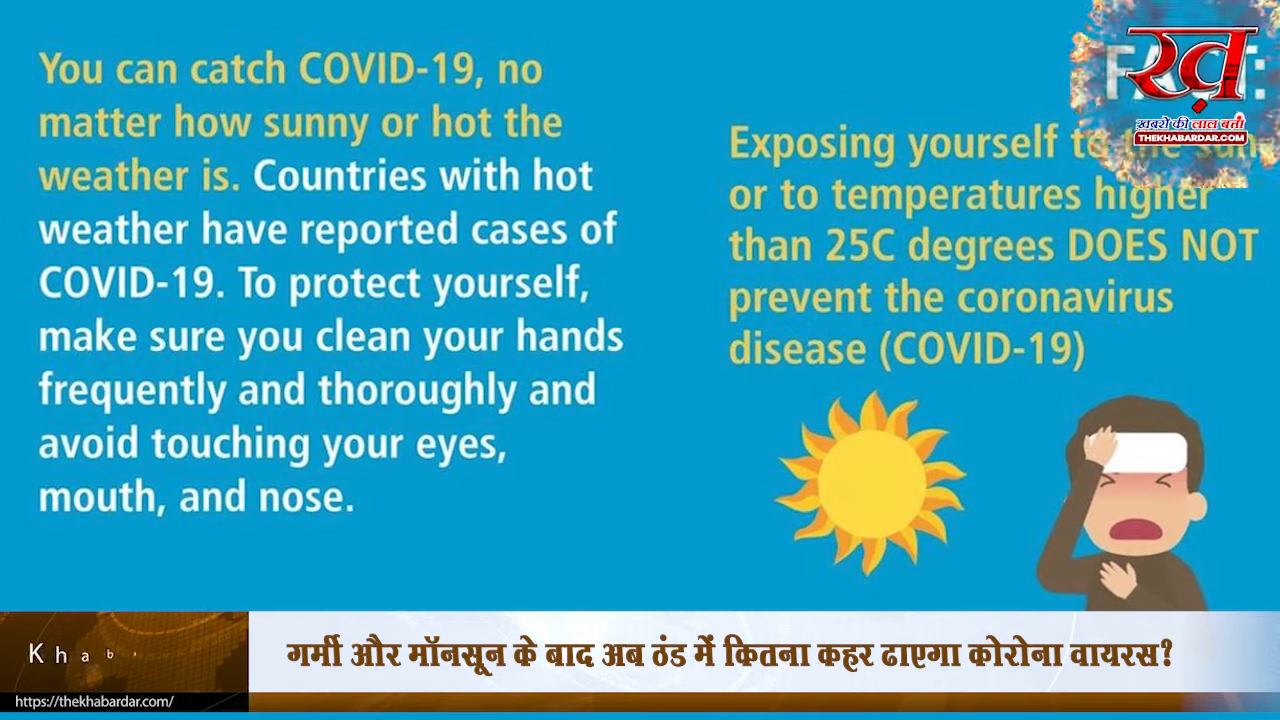 You can catch COVID-19, no
matter how sunny or hot the
weather is. Countries with hot
weather have reported cases of
COVID-19. To protect yourself,
make sure you clean your hands
frequently and thoroughly and
avoid touching your eyes,
mouth, and nose.
ख़
ख़बरों की लाल बत्ती
THEKHABARDAR.COM
Exposing yourself to the sun
or to temperatures higher
than 25C degrees DOES NOT
prevent the coronavirus
disease (COVID-19)
Khab
गर्मी और मॉनसून के बाद अब ठंड में कितना कहर ढाएगा कोरोना वायरस?
https://thekhabardar.com/